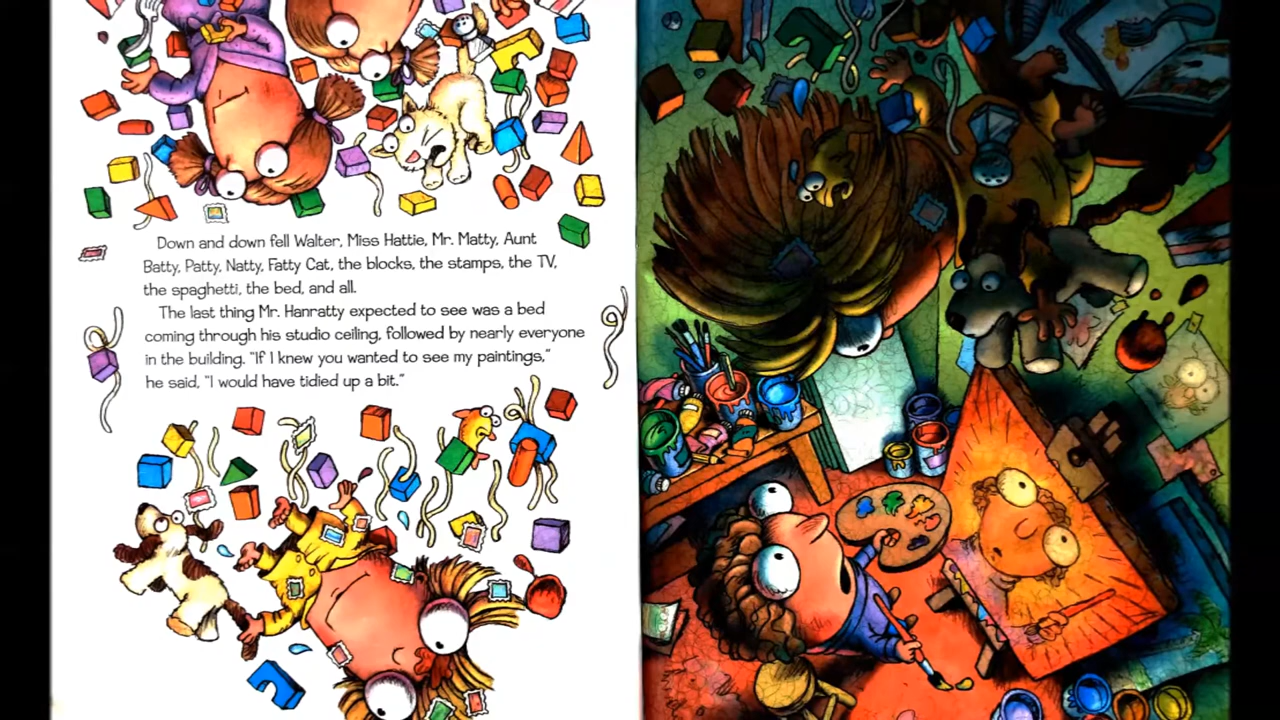 Down and down fell Walter, Miss Hattie, Mr. Matty, Aunt
Batty, Patty, Natty, Fatty Cat, the blocks, the stamps, the TV,
the spaghetti, the bed, and all.
The last thing Mr. Hanratty expected to see was a bed
coming through his studio ceiling, followed by nearly everyone
in the building. "If I knew you wanted to see my paintings,"
he said, "I would have tidied up a bit."